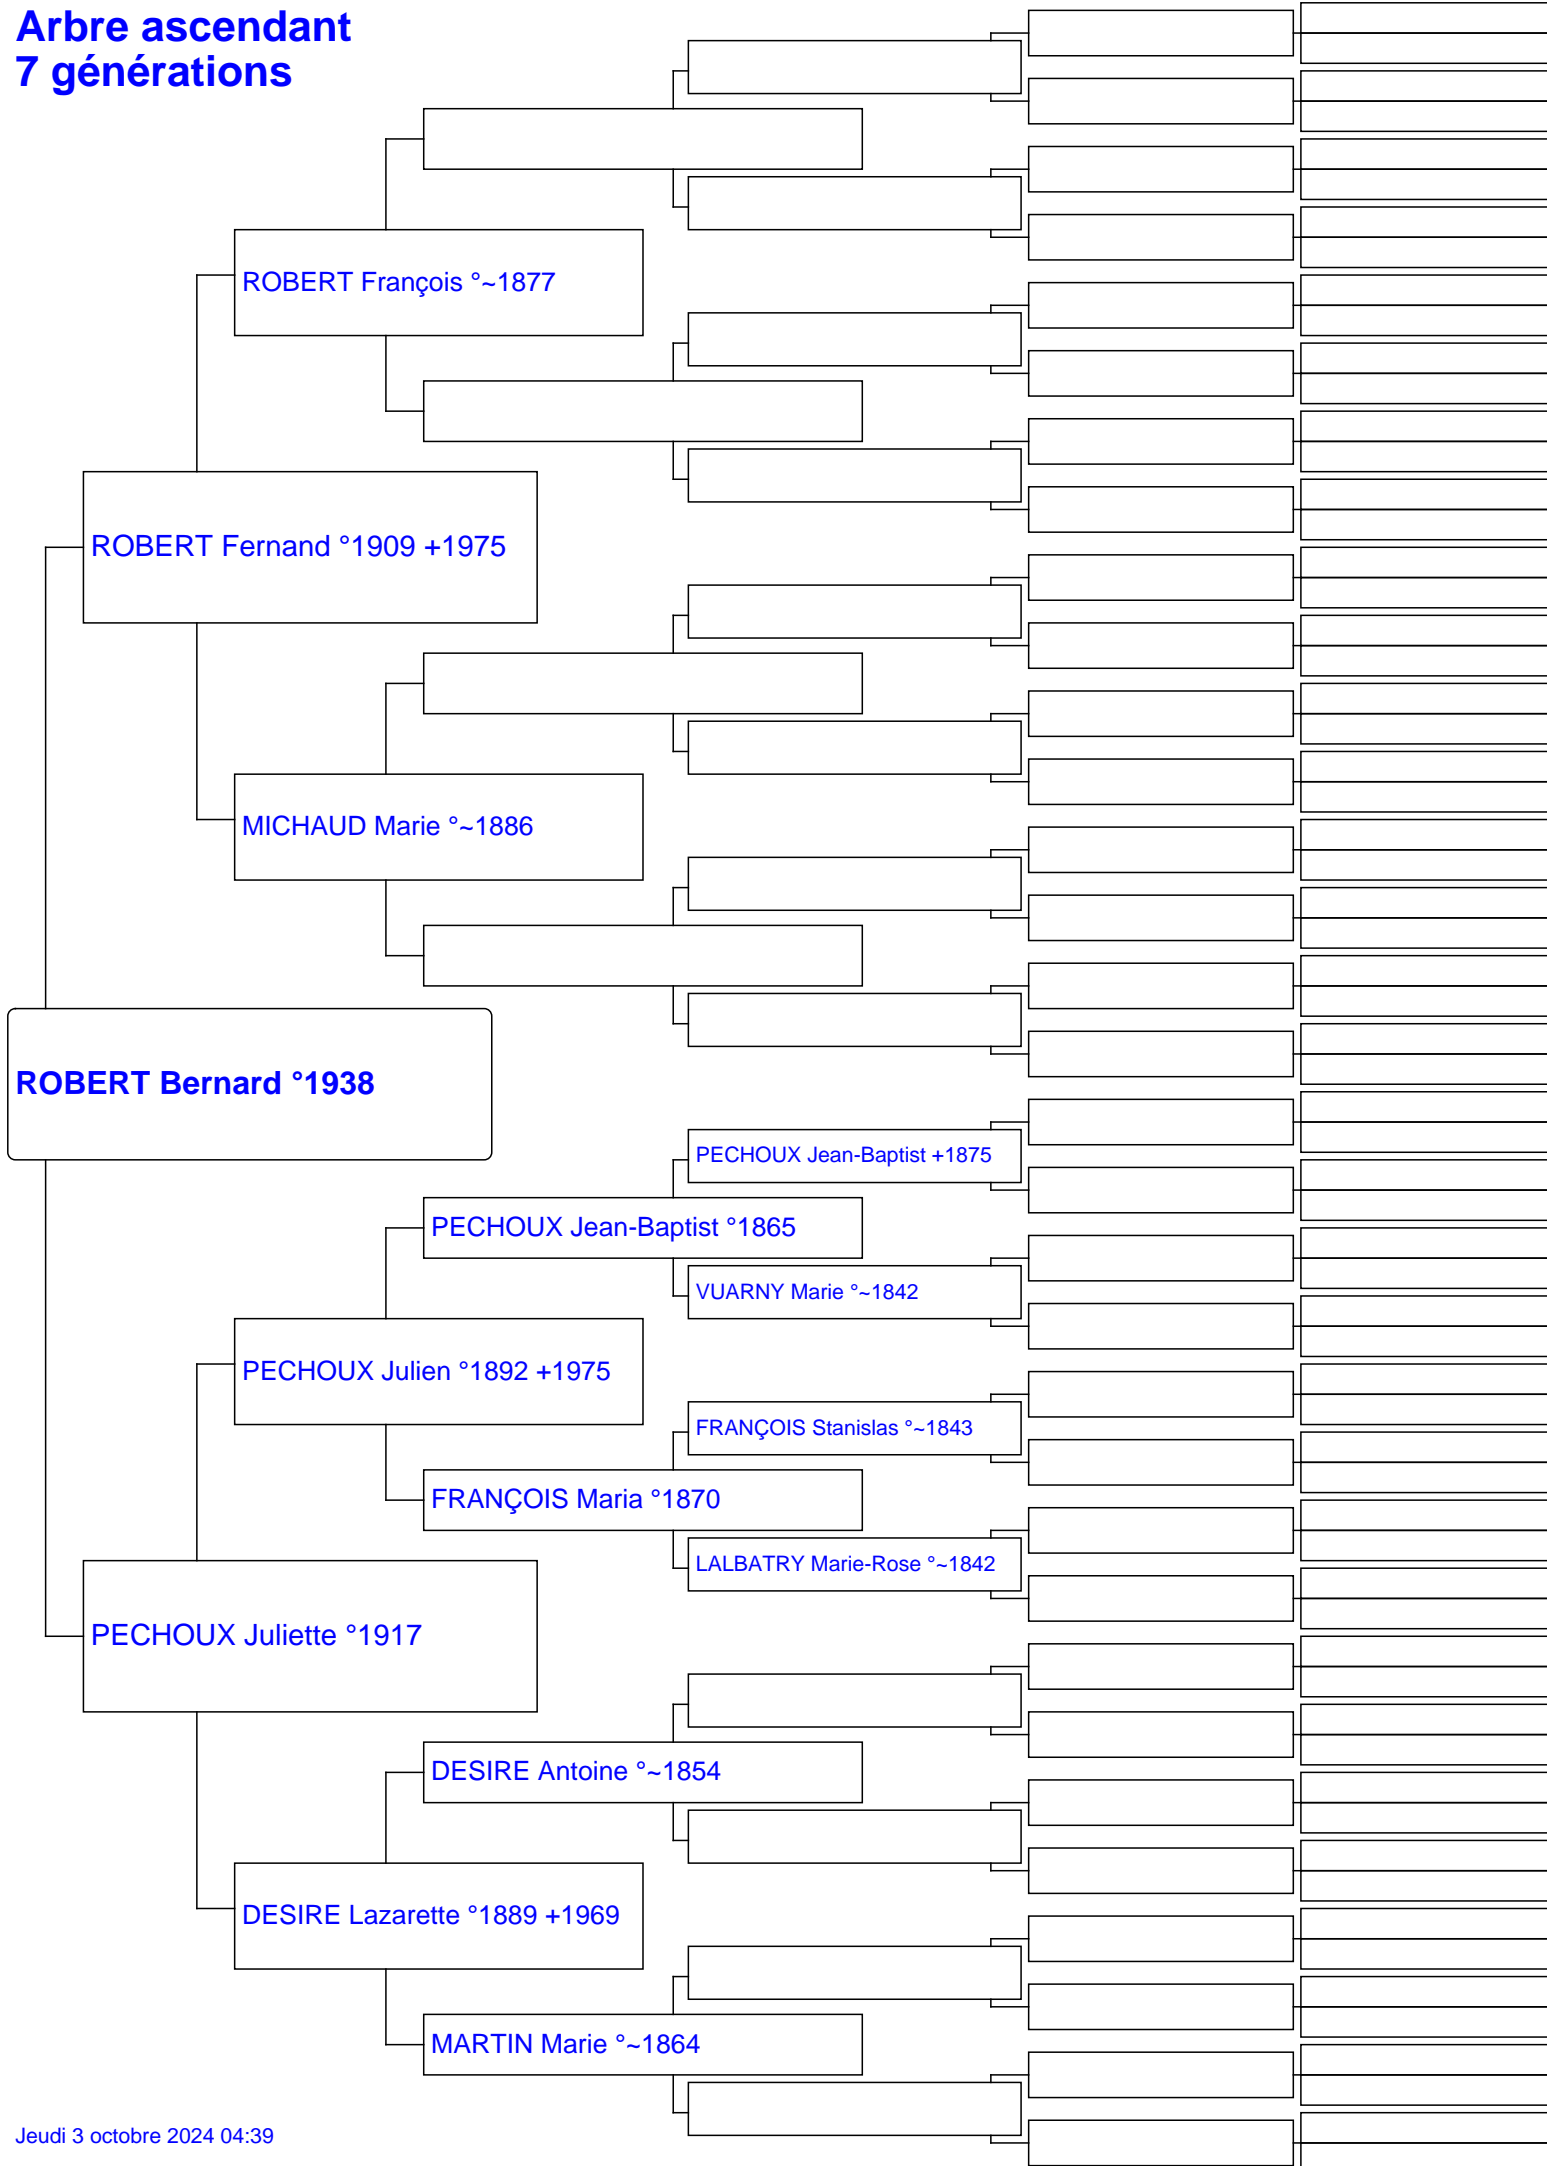 Arbre ascendant
7 générations
ROBERT François °~1877
ROBERT Fernand °1909 +1975
MICHAUD Marie °~1886
ROBERT Bernard °1938
PECHOUX Jean-Baptist +1875
PECHOUX Jean-Baptist °1865
VUARNY Marie °~1842
PECHOUX Julien °1892 +1975
FRANÇOIS Stanislas °~1843
FRANÇOIS Maria °1870
LALBATRY Marie-Rose °~1842
PECHOUX Juliette °1917
DESIRE Antoine °~1854
DESIRE Lazarette °1889 +1969
MARTIN Marie °~1864
Jeudi 3 octobre 2024 04:39